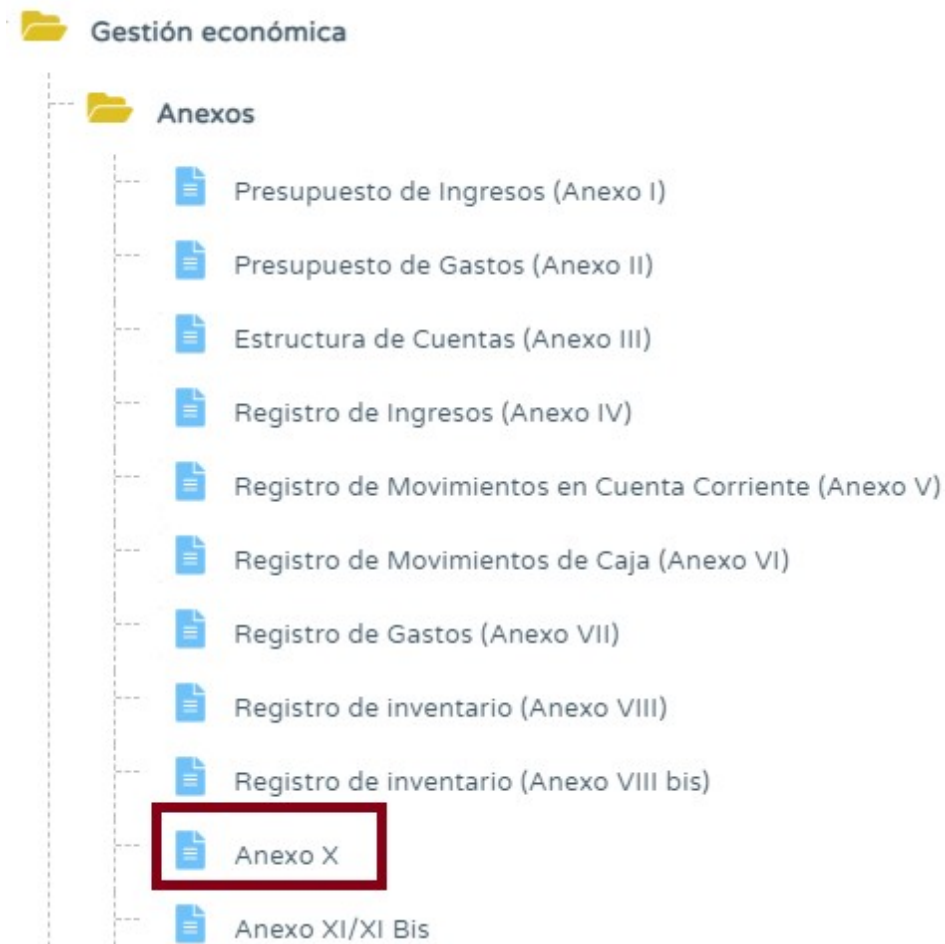 Gestión económica
Anexos
Presupuesto de Ingresos (Anexo I)
Presupuesto de Gastos (Anexo II)
Estructura de Cuentas (Anexo III)
Registro de Ingresos (Anexo IV)
Registro de Movimientos en Cuenta Corriente (Anexo V)
Registro de Movimientos de Caja (Anexo VI)
Registro de Gastos (Anexo VII)
Registro de inventario (Anexo VIII)
Registro de inventario (Anexo VIII bis)
Anexo X
Anexo XI/XI Bis